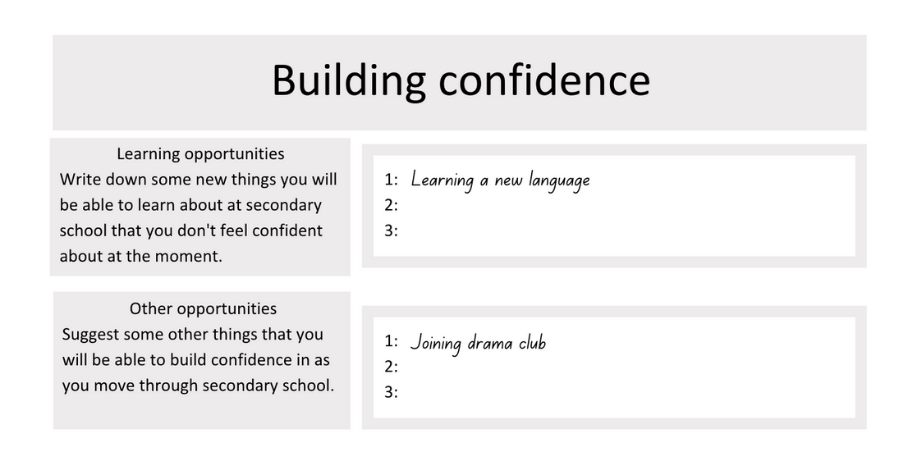 Building confidence
Learning opportunities
Write down some new things you will
be able to learn about at secondary
school that you don't feel confident
about at the moment.
1: Learning a new language
2:
3:
Other opportunities
Suggest some other things that you
will be able to build confidence in as
you move through secondary school.
1: Joining drama club
2:
3: